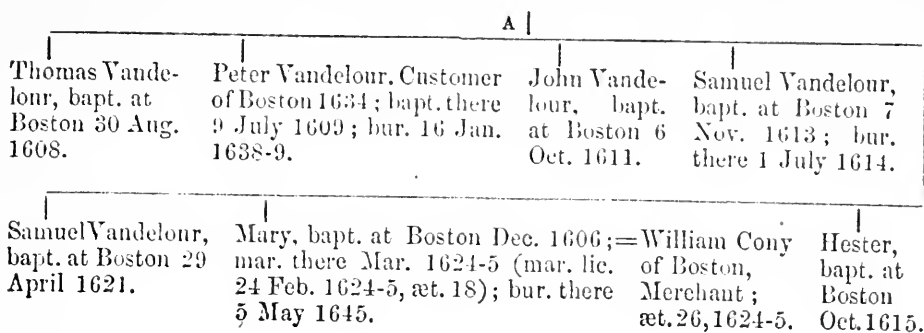 A
Thomas Vande-
lour, bapt. at
Boston 30 Aug.
1608.
Peter Vandelour. Customer
of Boston 1634; bapt. there
9 July 1609; bur. 16 Jan.
1638-9.
John Vande-
lour, bapt.
at Boston 6
Oct. 1611.
Samuel Vandelour,
bapt. at Boston 7
Nov. 1613; bur.
there 1 July 1614.
Samuel Vandelour,
bapt. at Boston 29
April 1621.
Mary, bapt. at Boston Dec. 1606;=
mar. there Mar. 1624-5 (mar. lic.
24 Feb. 1624-5, æt. 18); bur. there
5 May 1645.
William Cony
of Boston,
Merchant;
æt. 26, 1624-5.
Hester,
bapt. at
Boston
Oct. 1615.